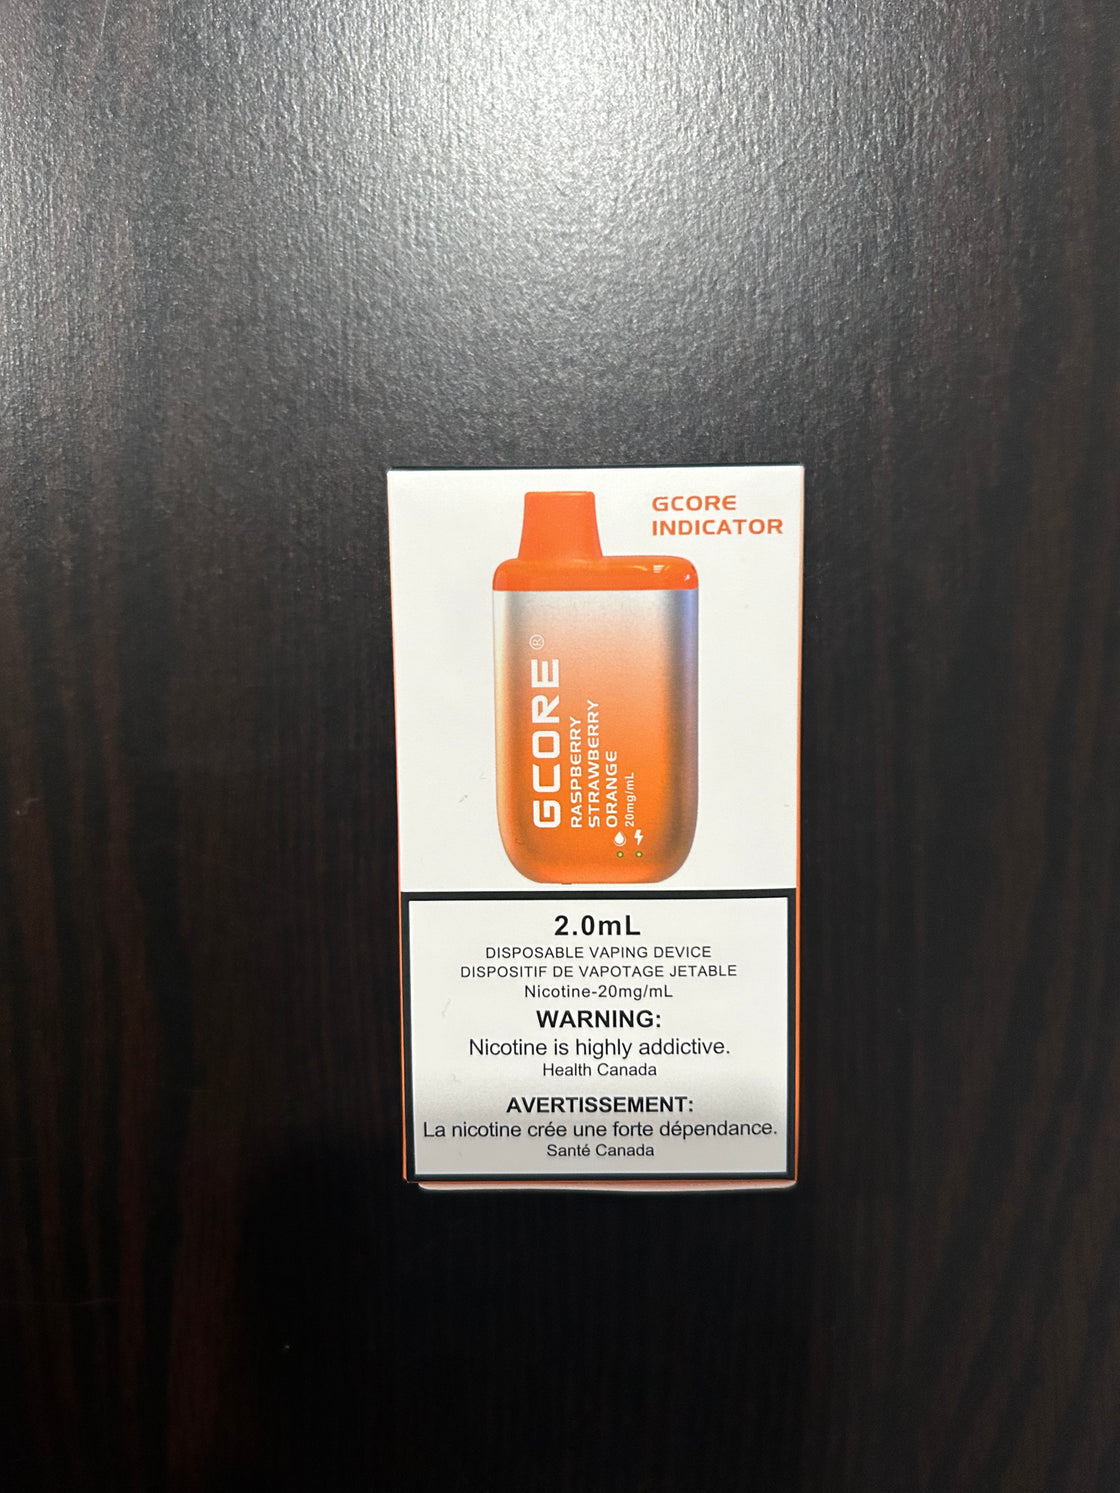 GCORE
INDICATOR
GCORE®
RASPBERRY
STRAWBERRY
ORANGE
20mg/mL
2.0mL
DISPOSABLE VAPING DEVICE
DISPOSITIF DE VAPOTAGE JETABLE
Nicotine-20mg/mL
WARNING:
Nicotine is highly addictive.
Health Canada
AVERTISSEMENT:
La nicotine crée une forte dépendance.
Santé Canada